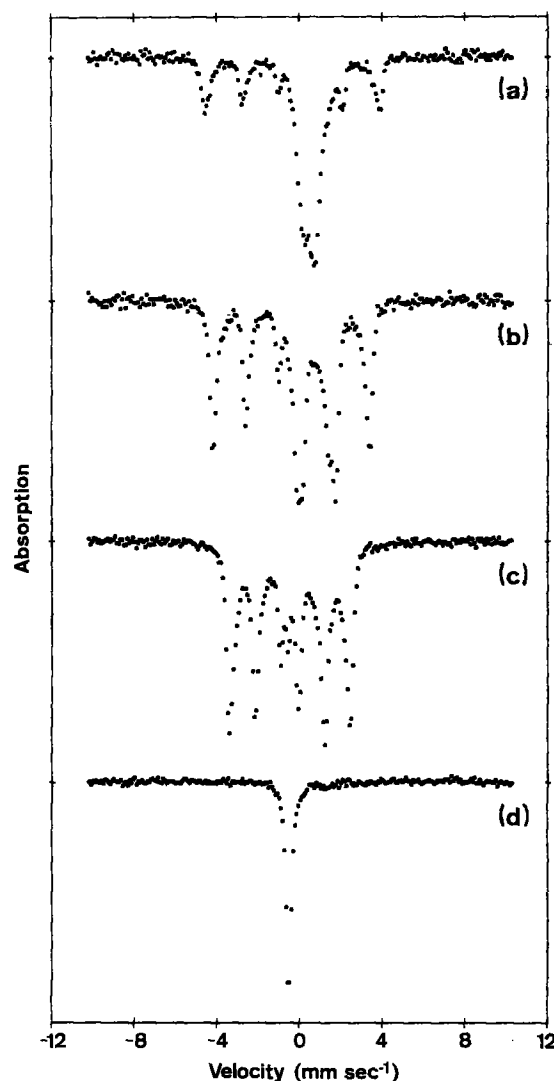 (a)
(b)
Absorption
(c)
(d)
-12 -8 -4 0 4 8 12
Velocity (mm sec-1)